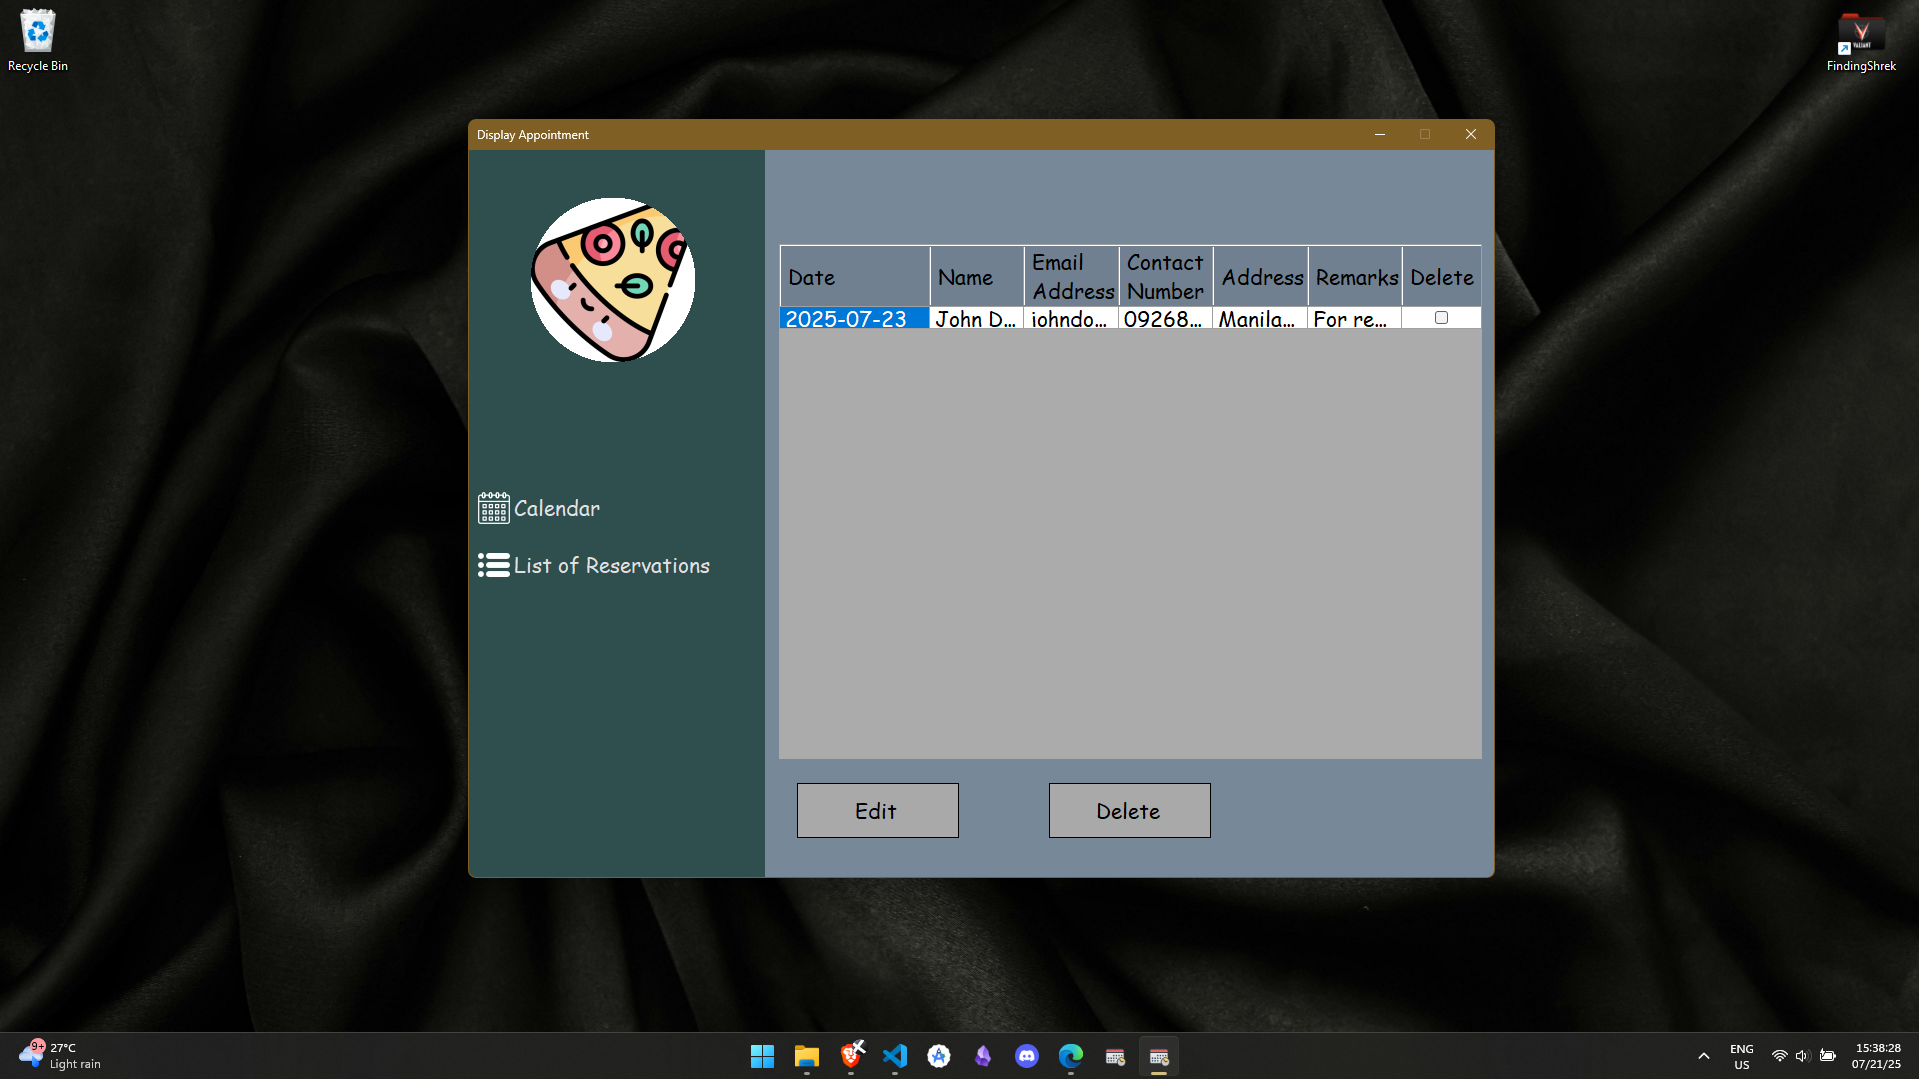 Recycle Bin
VALIANT
FindingShrek
Display Appointment
Calendar
List of Reservations
Date
Name
Email Address
Contact Number
Address
Remarks
Delete
2025-07-23
John D...
johndo...
09268...
Manila...
For re...
Edit
Delete
9+
27°C
Light rain
ENG
US
15:38:28
07/21/25